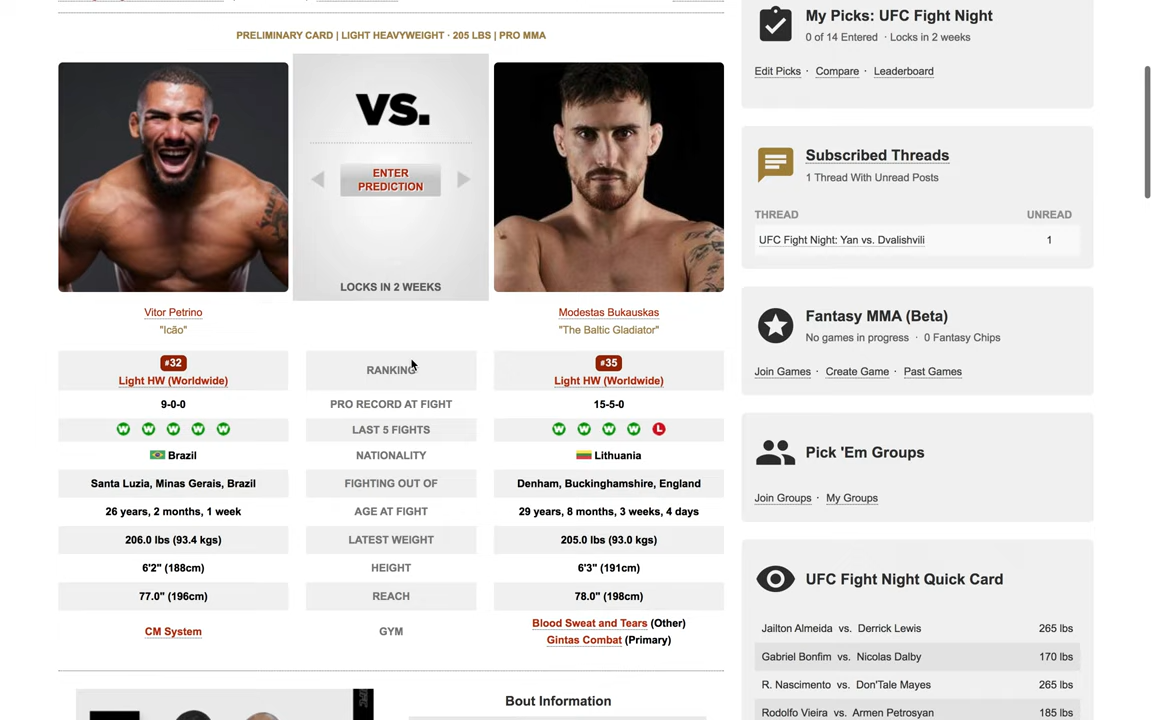 PRELIMINARY CARD | LIGHT HEAVYWEIGHT · 205 LBS | PRO MMA
VS.
ENTER
PREDICTION
LOCKS IN 2 WEEKS
Vitor Petrino
"Icão"
Modestas Bukauskas
"The Baltic Gladiator"
#32
Light HW (Worldwide)
RANKING
#35
Light HW (Worldwide)
9-0-0
PRO RECORD AT FIGHT
15-5-0
W W W W W
LAST 5 FIGHTS
W W W W L
Brazil
NATIONALITY
Lithuania
Santa Luzia, Minas Gerais, Brazil
FIGHTING OUT OF
Denham, Buckinghamshire, England
26 years, 2 months, 1 week
AGE AT FIGHT
29 years, 8 months, 3 weeks, 4 days
206.0 lbs (93.4 kgs)
LATEST WEIGHT
205.0 lbs (93.0 kgs)
6'2" (188cm)
HEIGHT
6'3" (191cm)
77.0" (196cm)
REACH
78.0" (198cm)
CM System
GYM
Blood Sweat and Tears (Other)
Gintas Combat (Primary)
Bout Information
My Picks: UFC Fight Night
0 of 14 Entered · Locks in 2 weeks
Edit Picks · Compare · Leaderboard
Subscribed Threads
1 Thread With Unread Posts
THREAD UNREAD
UFC Fight Night: Yan vs. Dvalishvili 1
Fantasy MMA (Beta)
No games in progress · 0 Fantasy Chips
Join Games · Create Game · Past Games
Pick 'Em Groups
Join Groups · My Groups
UFC Fight Night Quick Card
Jailton Almeida vs. Derrick Lewis 265 lbs
Gabriel Bonfim vs. Nicolas Dalby 170 lbs
R. Nascimento vs. Don'Tale Mayes 265 lbs
Rodolfo Vieira vs. Armen Petrosyan 185 lbs